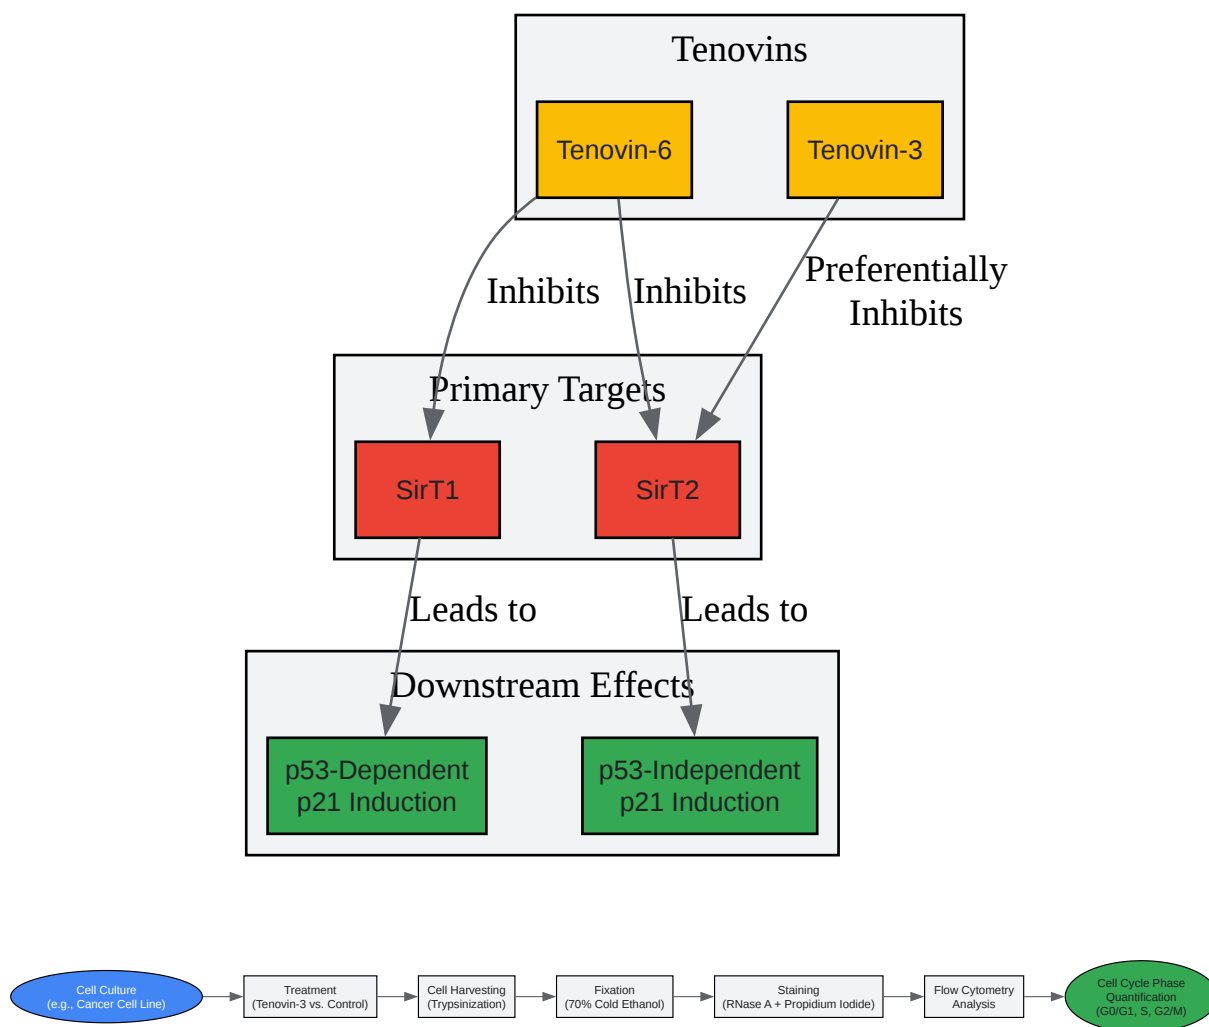 Tenovins
Tenovin-6
Tenovin-3
Inhibits
Inhibits
Preferentially
Inhibits
Primary Targets
SirT1
SirT2
Leads to
Leads to
Downstream Effects
p53-Dependent
p21 Induction
p53-Independent
p21 Induction
Cell Culture
(e.g., Cancer Cell Line)
Treatment
(Tenovin-3 vs. Control)
Cell Harvesting
(Trypsinization)
Fixation
(70% Cold Ethanol)
Staining
(RNase A + Propidium Iodide)
Flow Cytometry
Analysis
Cell Cycle Phase
Quantification
(G0/G1, S, G2/M)